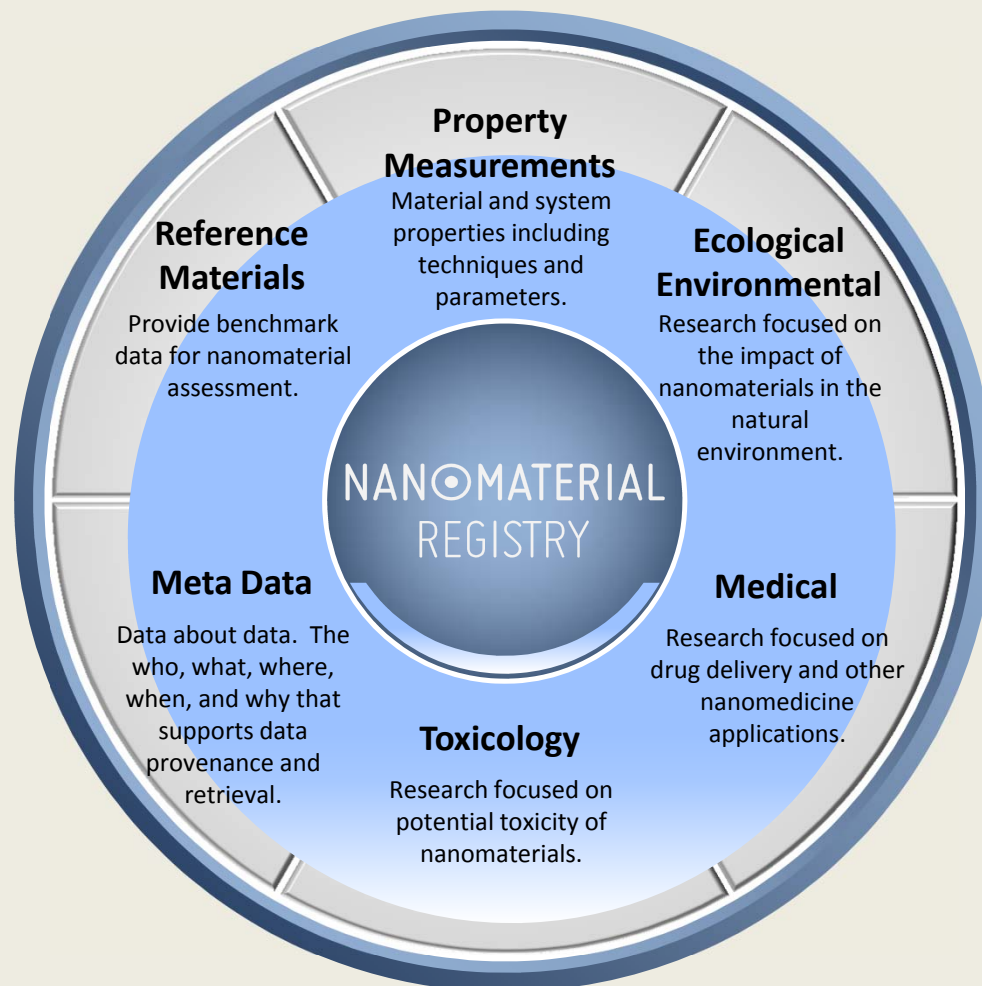 Property
Measurements
Material and system
properties including
techniques and
parameters.
Ecological
Environmental
Research focused on
the impact of
nanomaterials in the
natural
environment.
Medical
Research focused on
drug delivery and other
nanomedicine
applications.
Toxicology
Research focused on
potential toxicity of
nanomaterials.
Meta Data
Data about data. The
who, what, where,
when, and why that
supports data
provenance and
retrieval.
Reference
Materials
Provide benchmark
data for nanomaterial
assessment.
NANOMATERIAL
REGISTRY